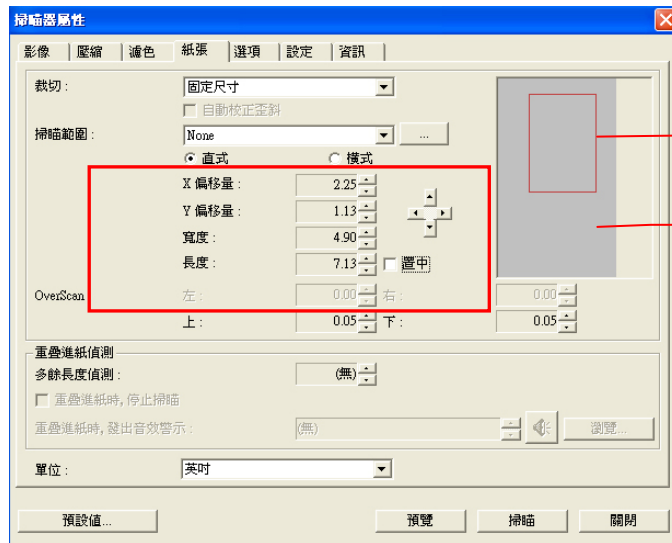 掃瞄器屬性
影像 壓縮 濾色 紙張 選項 設定 資訊
裁切 : 固定尺寸
自動校正歪斜
掃瞄範圍 : None ...
直式 橫式
X 偏移量 : 2.25
Y 偏移量 : 1.13
寬度 : 4.90
長度 : 7.13 置中
OverScan 左 : 0.00 右 : 0.00
上 : 0.05 下 : 0.05
重疊進紙偵測
多餘長度偵測 : (無)
重疊進紙時, 停止掃瞄
重疊進紙時, 發出音效警示 : (無) 瀏覽...
單位 : 英吋
預設值... 預覽 掃瞄 關閉